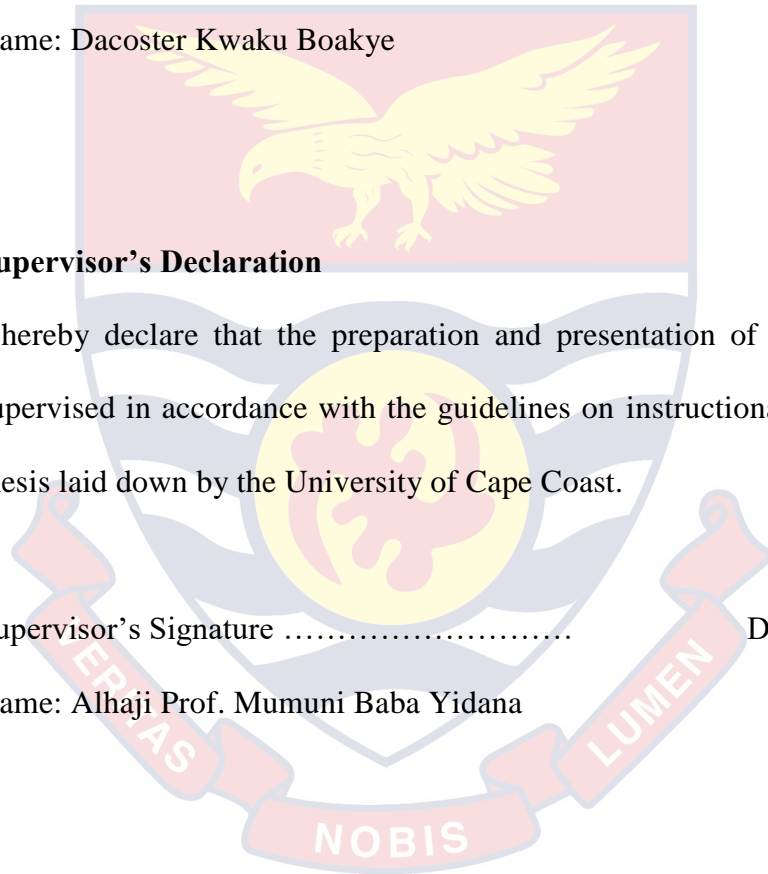 ame: Dacoster Kwaku Boakye
upervisor’s Declaration
hereby declare that the preparation and presentation of
upervised in accordance with the guidelines on instructiona
esis laid down by the University of Cape Coast.
upervisor’s Signature ……………………… D
ame: Alhaji Prof. Mumuni Baba Yidana
VERITAS
NOBIS
LUMEN